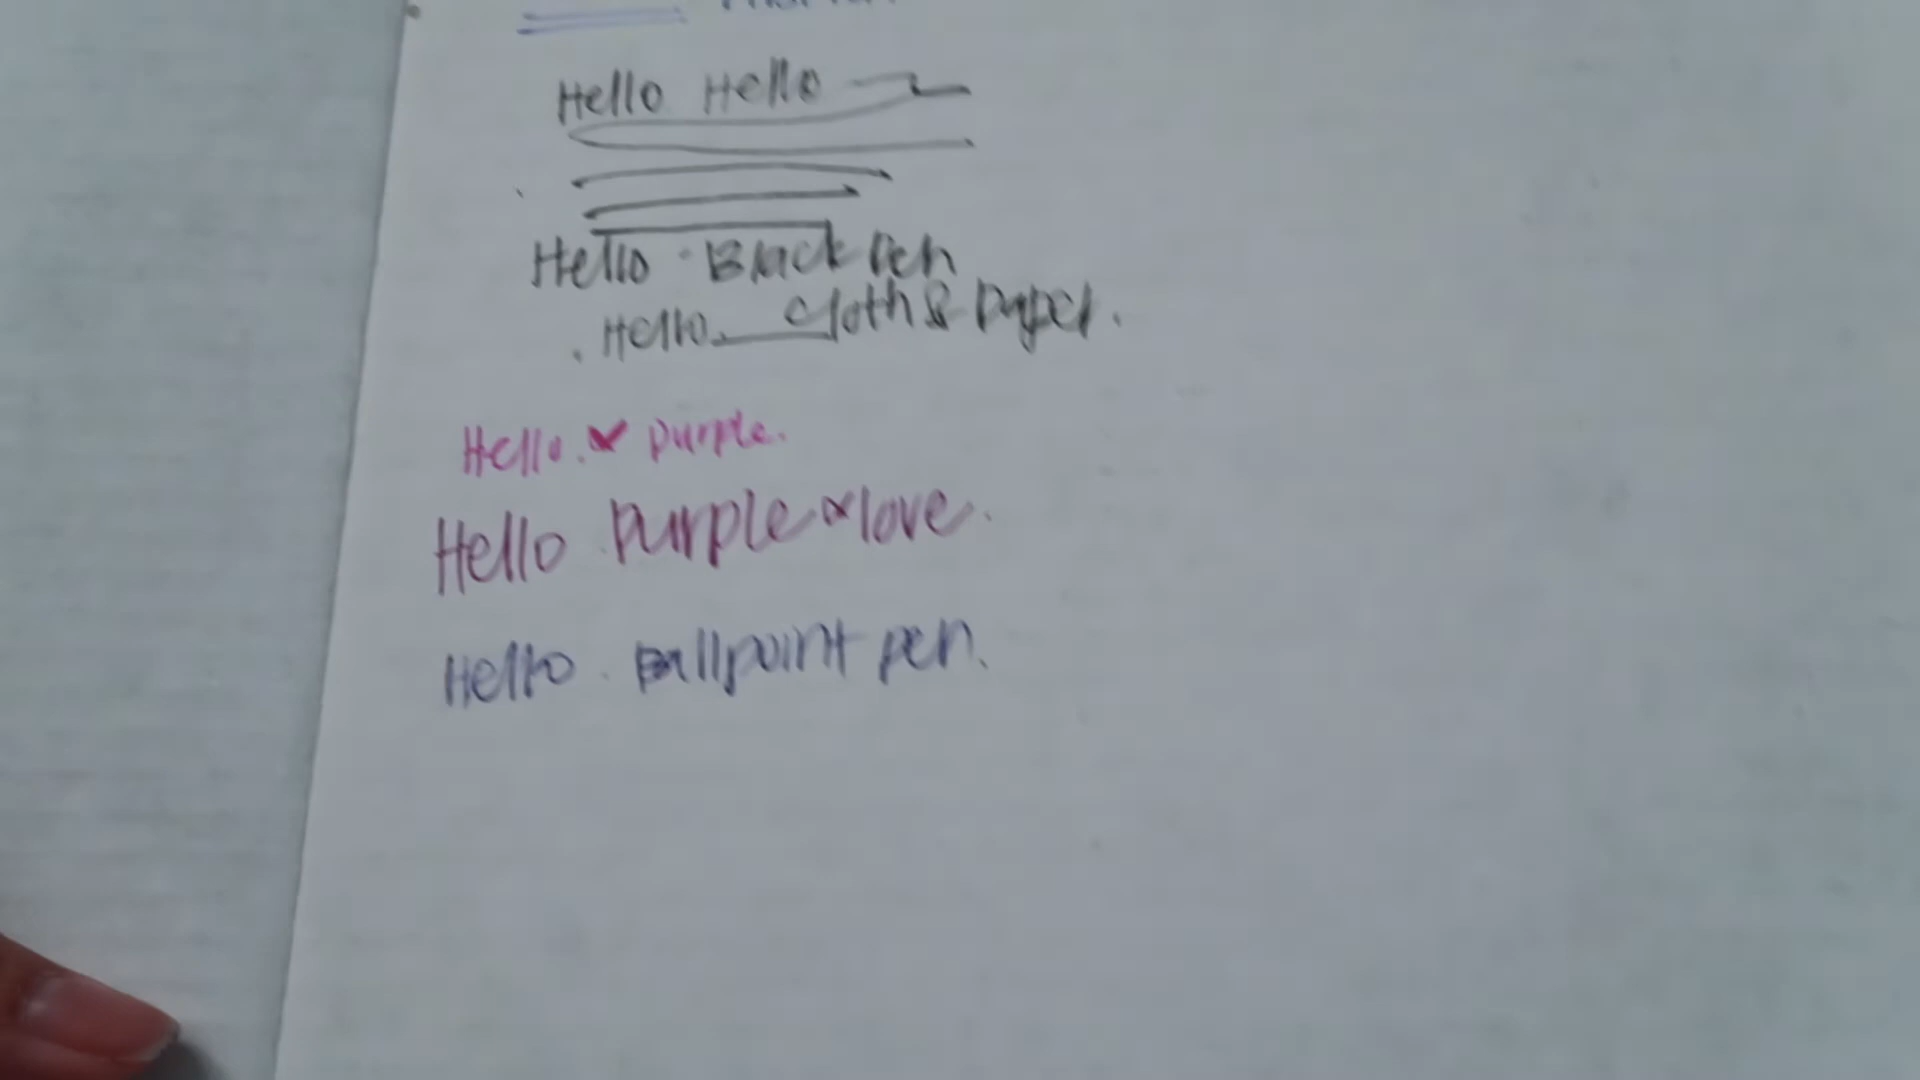 Hello Hello
Hello Black Pen
Hello. Cloth & Paper.
Hello. Purple.
Hello Purple love.
Hello. Ballpoint pen.